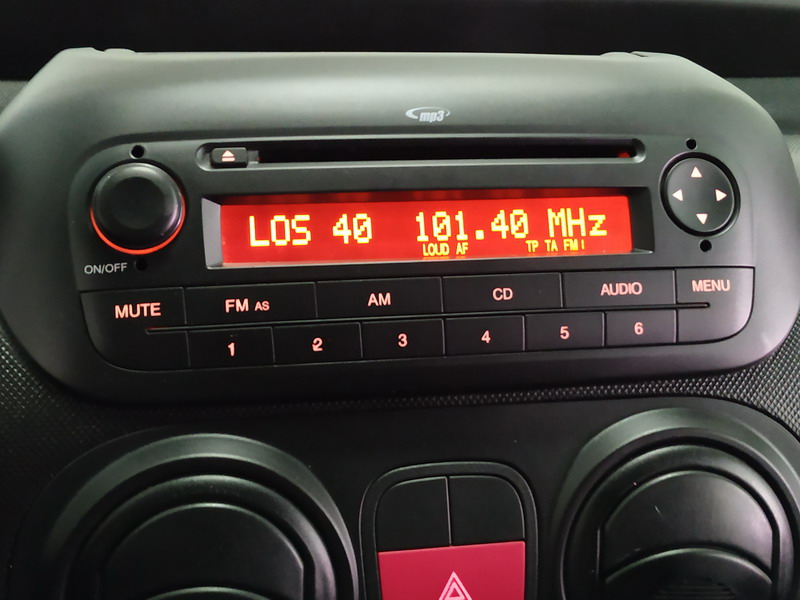 mp3
LOS 40 101.40 MHz
LOUD AF TP TA FM1
ON/OFF
MUTE FM AS AM CD AUDIO MENU
1 2 3 4 5 6